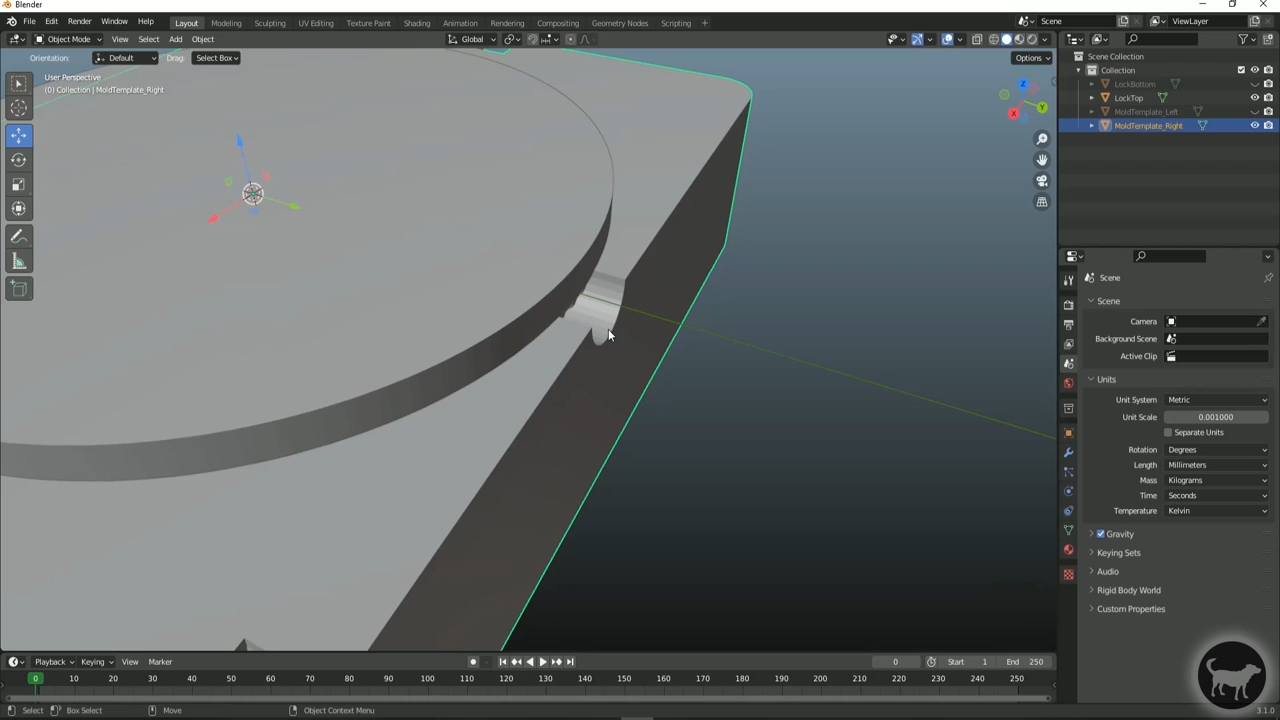 Blender
File Edit Render Window Help Layout Modeling Sculpting UV Editing Texture Paint Shading Animation Rendering Compositing Geometry Nodes Scripting + Scene ViewLayer
Object Mode View Select Add Object Global
Orientation: Default Drag: Select Box Options
User Perspective
(0) Collection | MoldTemplate_Right
Z
Y
X
Scene Collection
Collection
LockBottom
LockTop
MoldTemplate_Left
MoldTemplate_Right
Scene
Scene
Camera
Background Scene
Active Clip
Units
Unit System Metric
Unit Scale 0.001000
Separate Units
Rotation Degrees
Length Millimeters
Mass Kilograms
Time Seconds
Temperature Kelvin
Gravity
Keying Sets
Audio
Rigid Body World
Custom Properties
Playback Keying View Marker 0 Start 1 End 250
0 10 20 30 40 50 60 70 80 90 100 110 120 130 140 150 160 170 180 190 200 210 220 230 240 250
Select Box Select Move Object Context Menu 3.1.0